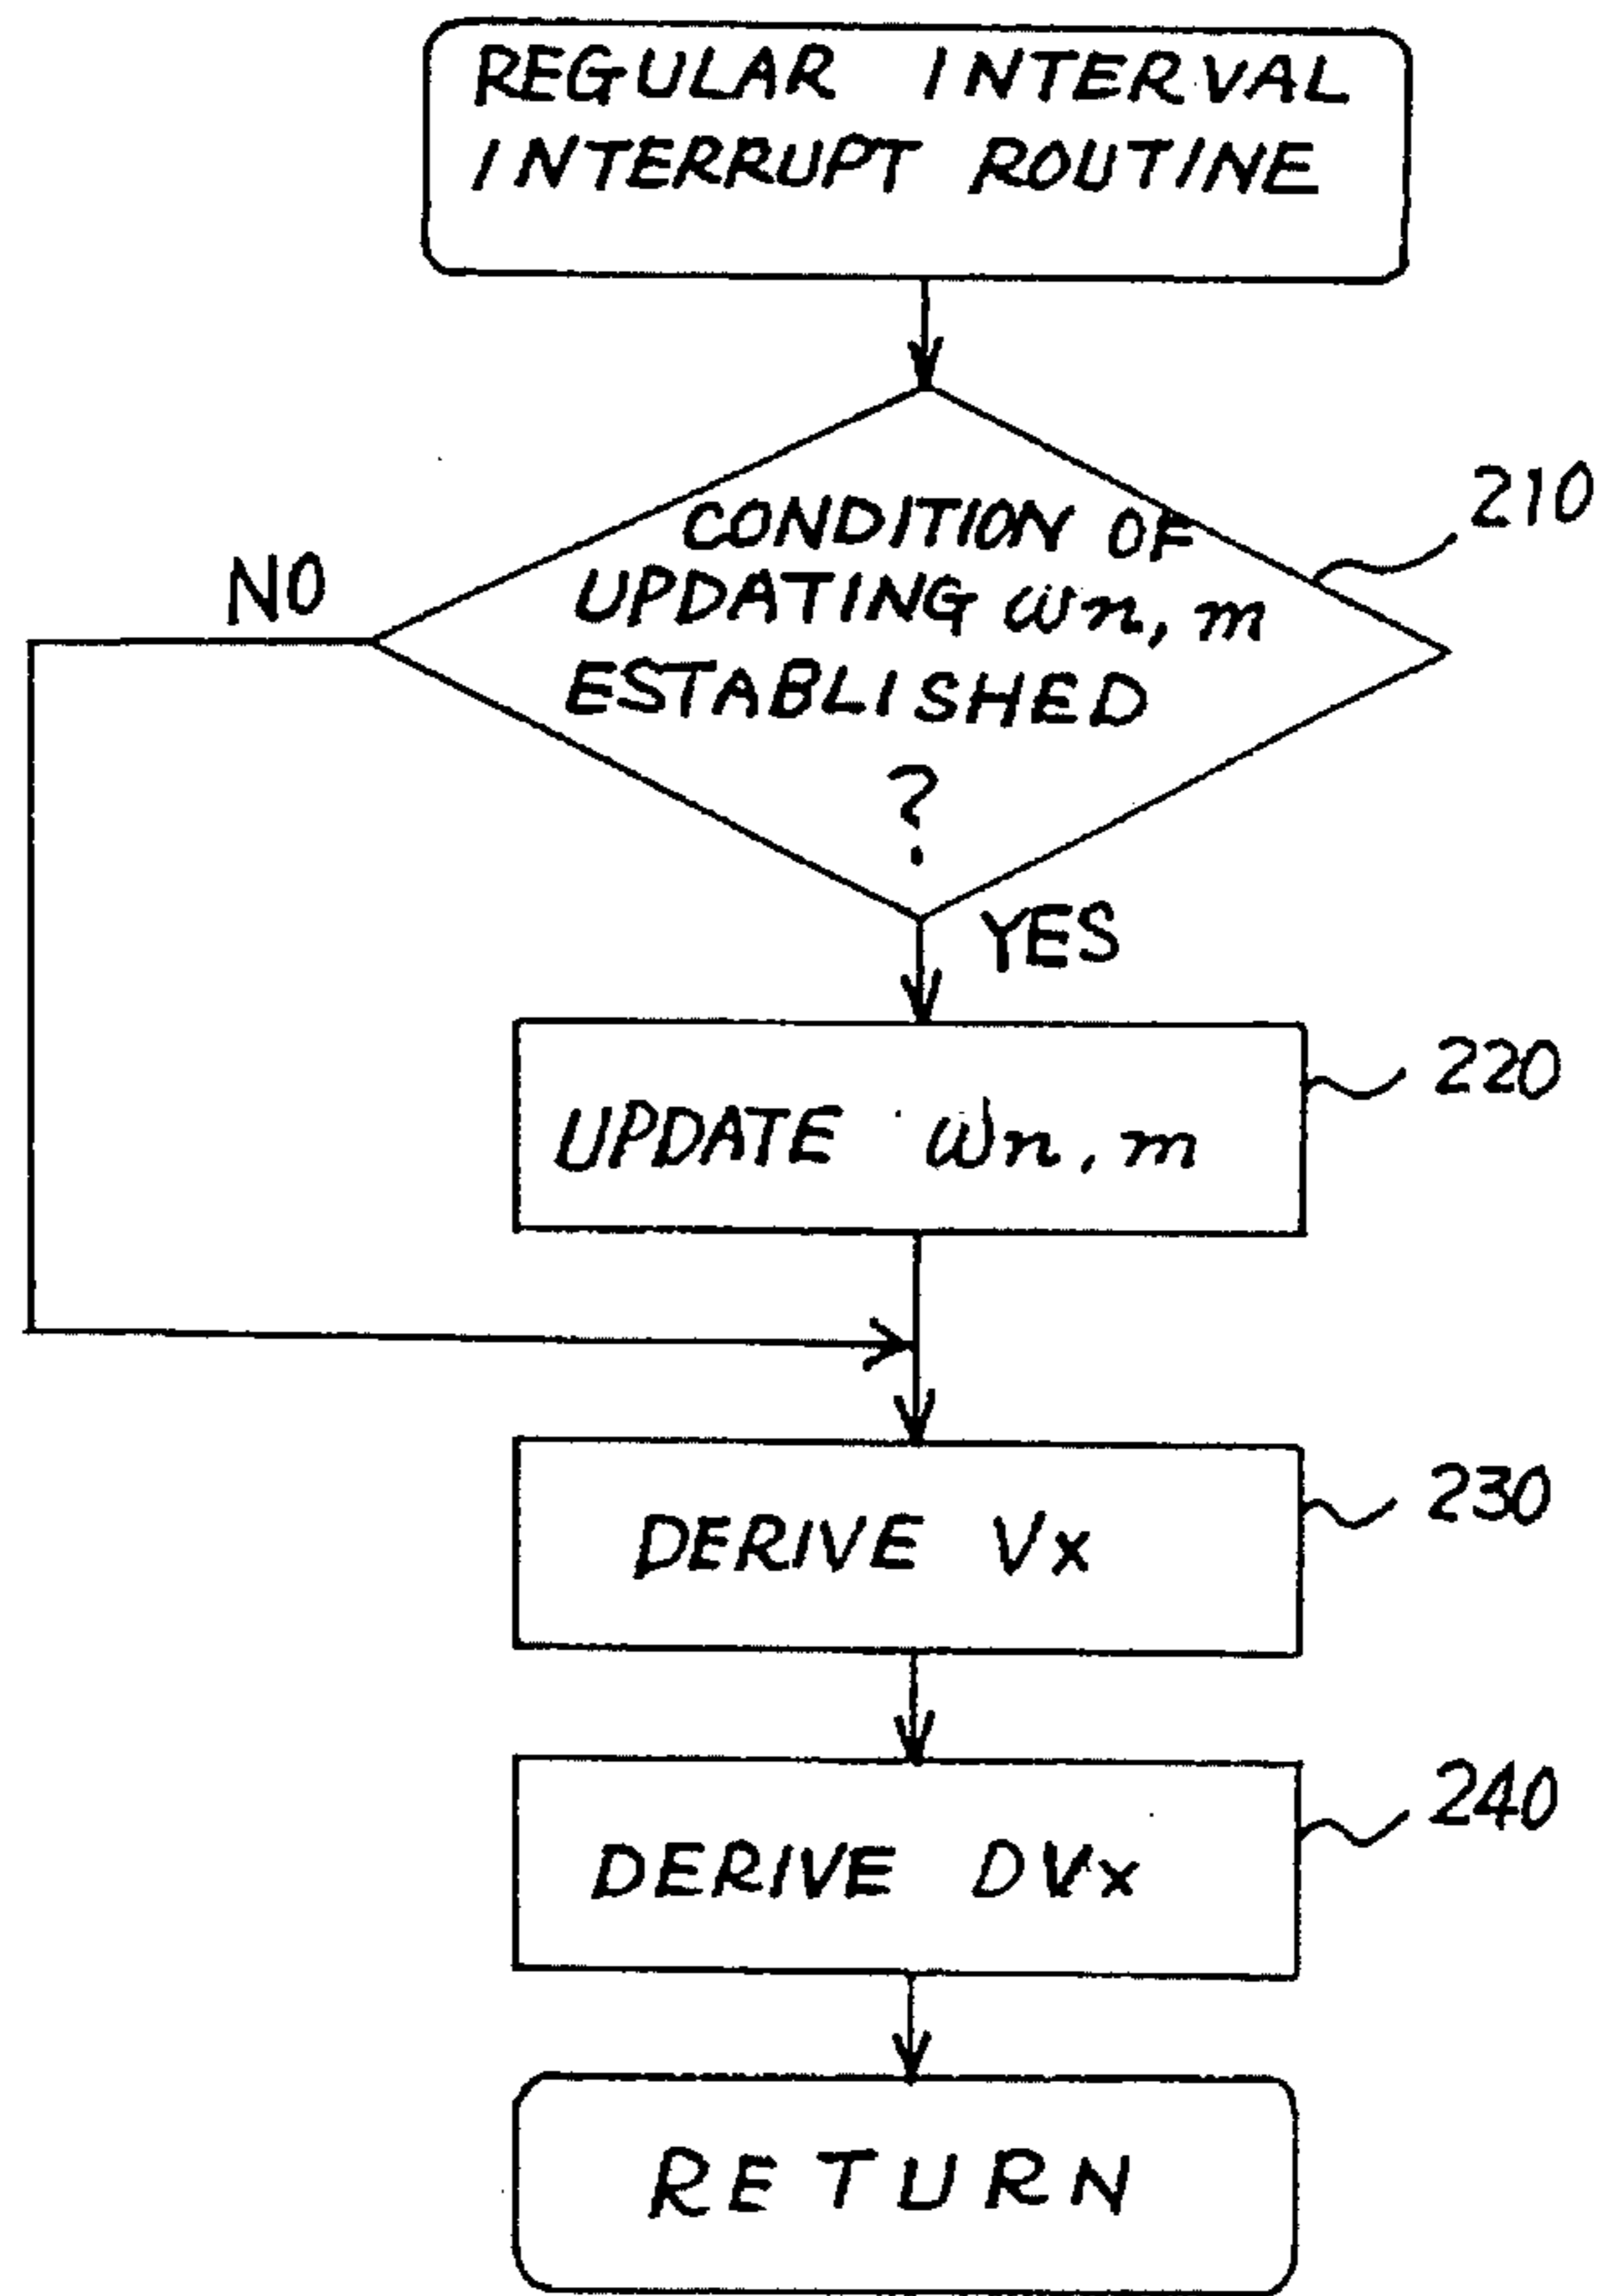 REGULAR INTERVAL
INTERRUPT ROUTINE
CONDITION OF
UPDATING ωn, m
ESTABLISHED
?
210
NO
YES
UPDATE ωn, m
220
DERIVE Vx
230
DERIVE DVx
240
RETURN